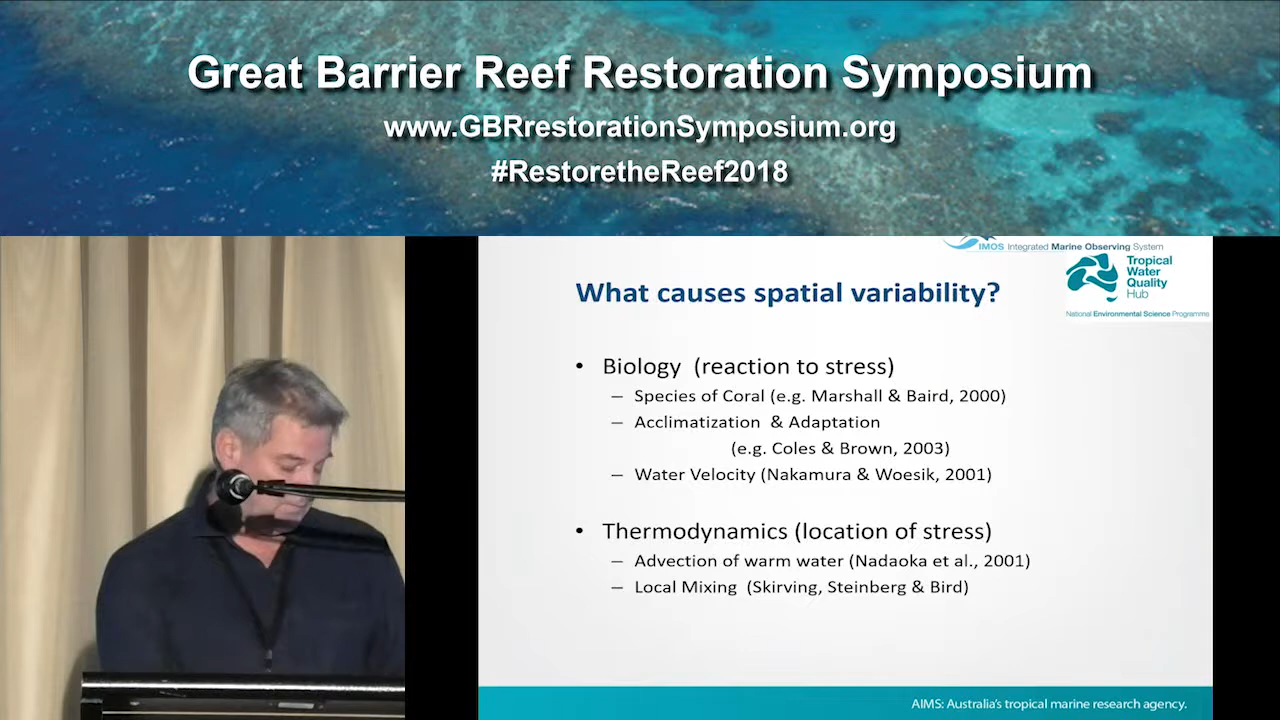 Great Barrier Reef Restoration Symposium
www.GBRrestorationSymposium.org
#RestoretheReef2018
IMOS Integrated Marine Observing System
Tropical
Water
Quality
Hub
National Environmental Science Programme
What causes spatial variability?
• Biology (reaction to stress)
– Species of Coral (e.g. Marshall & Baird, 2000)
– Acclimatization & Adaptation
(e.g. Coles & Brown, 2003)
– Water Velocity (Nakamura & Woesik, 2001)
• Thermodynamics (location of stress)
– Advection of warm water (Nadaoka et al., 2001)
– Local Mixing (Skirving, Steinberg & Bird)
AIMS: Australia's tropical marine research agency.